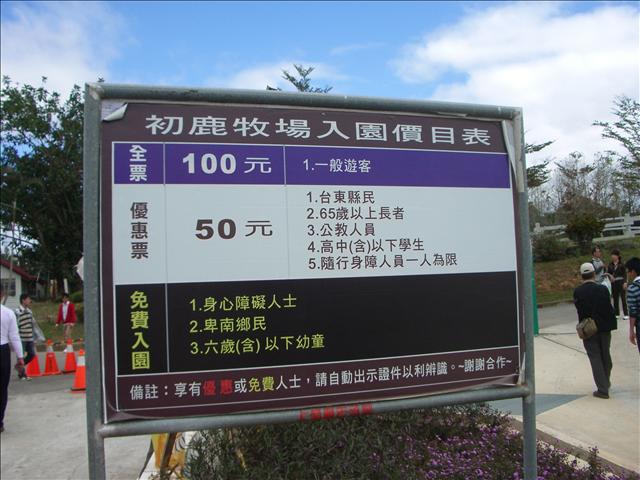 初鹿牧場入園價目表
全票 100元 1.一般遊客
優惠票 50元
1.台東縣民
2.65歲以上長者
3.公教人員
4.高中(含)以下學生
5.隨行身障人員一人為限
免費入園
1.身心障礙人士
2.卑南鄉民
3.六歲(含)以下幼童
備註：享有優惠或免費人士，請自動出示證件以利辨識。~謝謝合作~